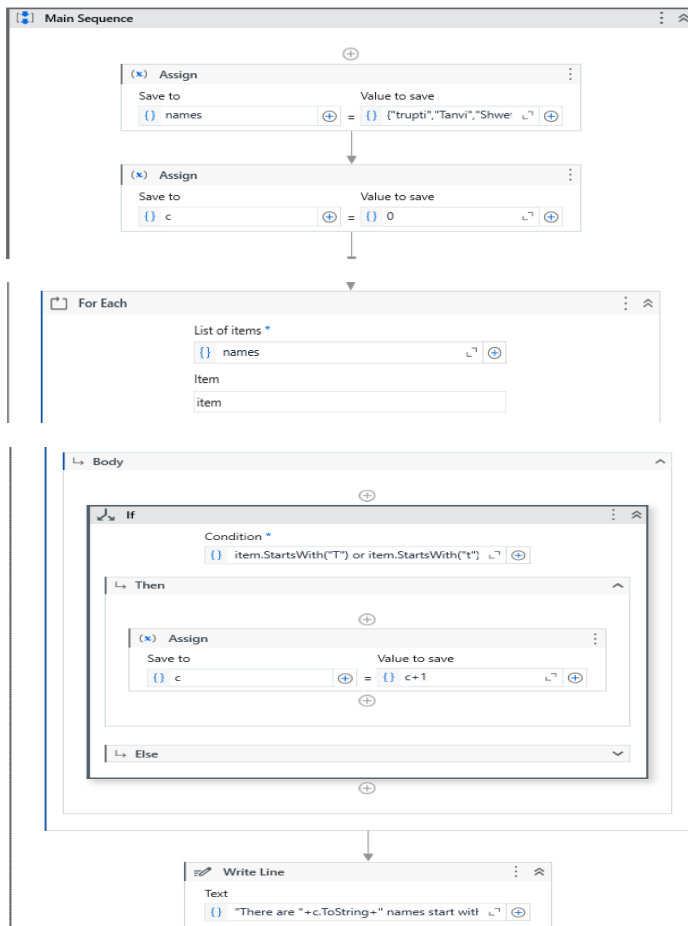 Main Sequence
(x) Assign
Save to Value to save
{} names = {} {"trupti","Tanvi","Shwe
(x) Assign
Save to Value to save
{} c = {} 0
For Each
List of items *
{} names
Item
item
Body
If
Condition *
{} item.StartsWith("T") or item.StartsWith("t")
Then
(x) Assign
Save to Value to save
{} c = {} c+1
Else
Write Line
Text
{} "There are "+c.ToString+" names start with